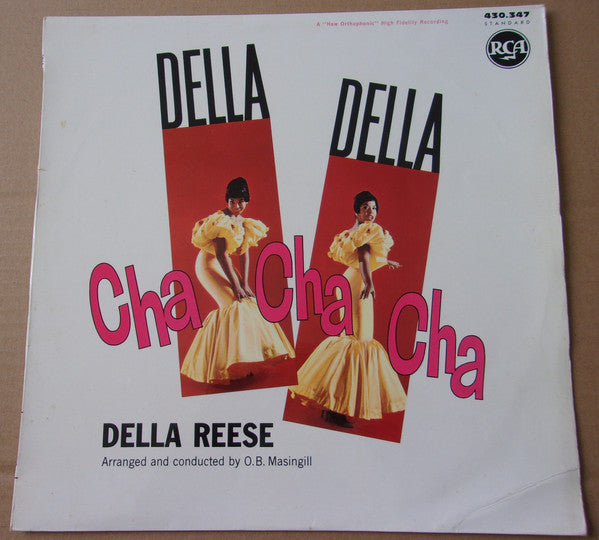 A "New Orthophonic" High Fidelity Recording
430.347
STANDARD
RCA
DELLA
DELLA
Cha Cha Cha
DELLA REESE
Arranged and conducted by O.B. Masingill